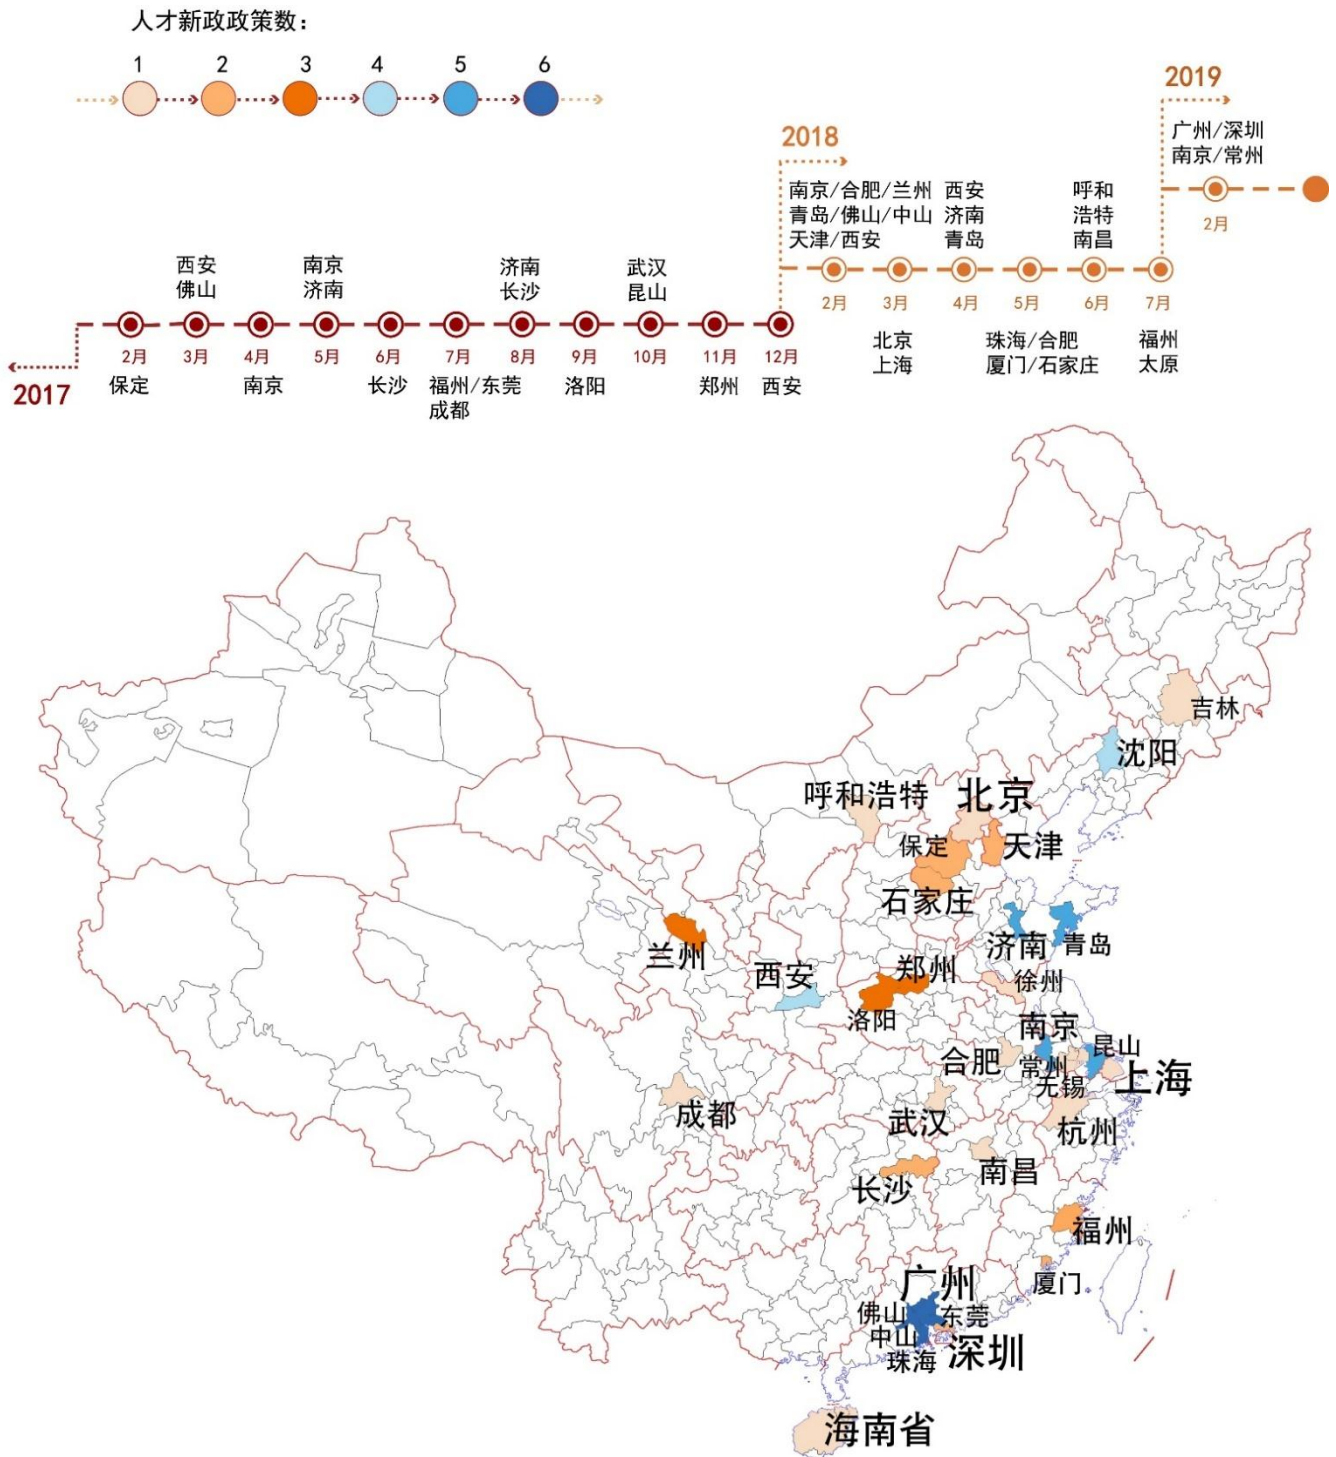 人才新政政策数:
1 2 3 4 5 6
2019
广州/深圳
南京/常州
2月
2018
南京/合肥/兰州
青岛/佛山/中山
天津/西安
西安
济南
青岛
呼和
浩特
南昌
2月 3月 4月 5月 6月 7月
北京
上海
珠海/合肥
厦门/石家庄
福州
太原
西安
佛山
南京
济南
济南
长沙
武汉
昆山
2月 3月 4月 5月 6月 7月 8月 9月 10月 11月 12月
2017
保定
南京
长沙
福州/东莞
成都
洛阳
郑州
西安
吉林
沈阳
呼和浩特
北京
保定
天津
石家庄
济南
青岛
兰州
西安
郑州
徐州
洛阳
南京
昆山
合肥
常州
无锡
上海
成都
武汉
杭州
南昌
长沙
福州
厦门
广州
佛山
东莞
中山
深圳
珠海
海南省